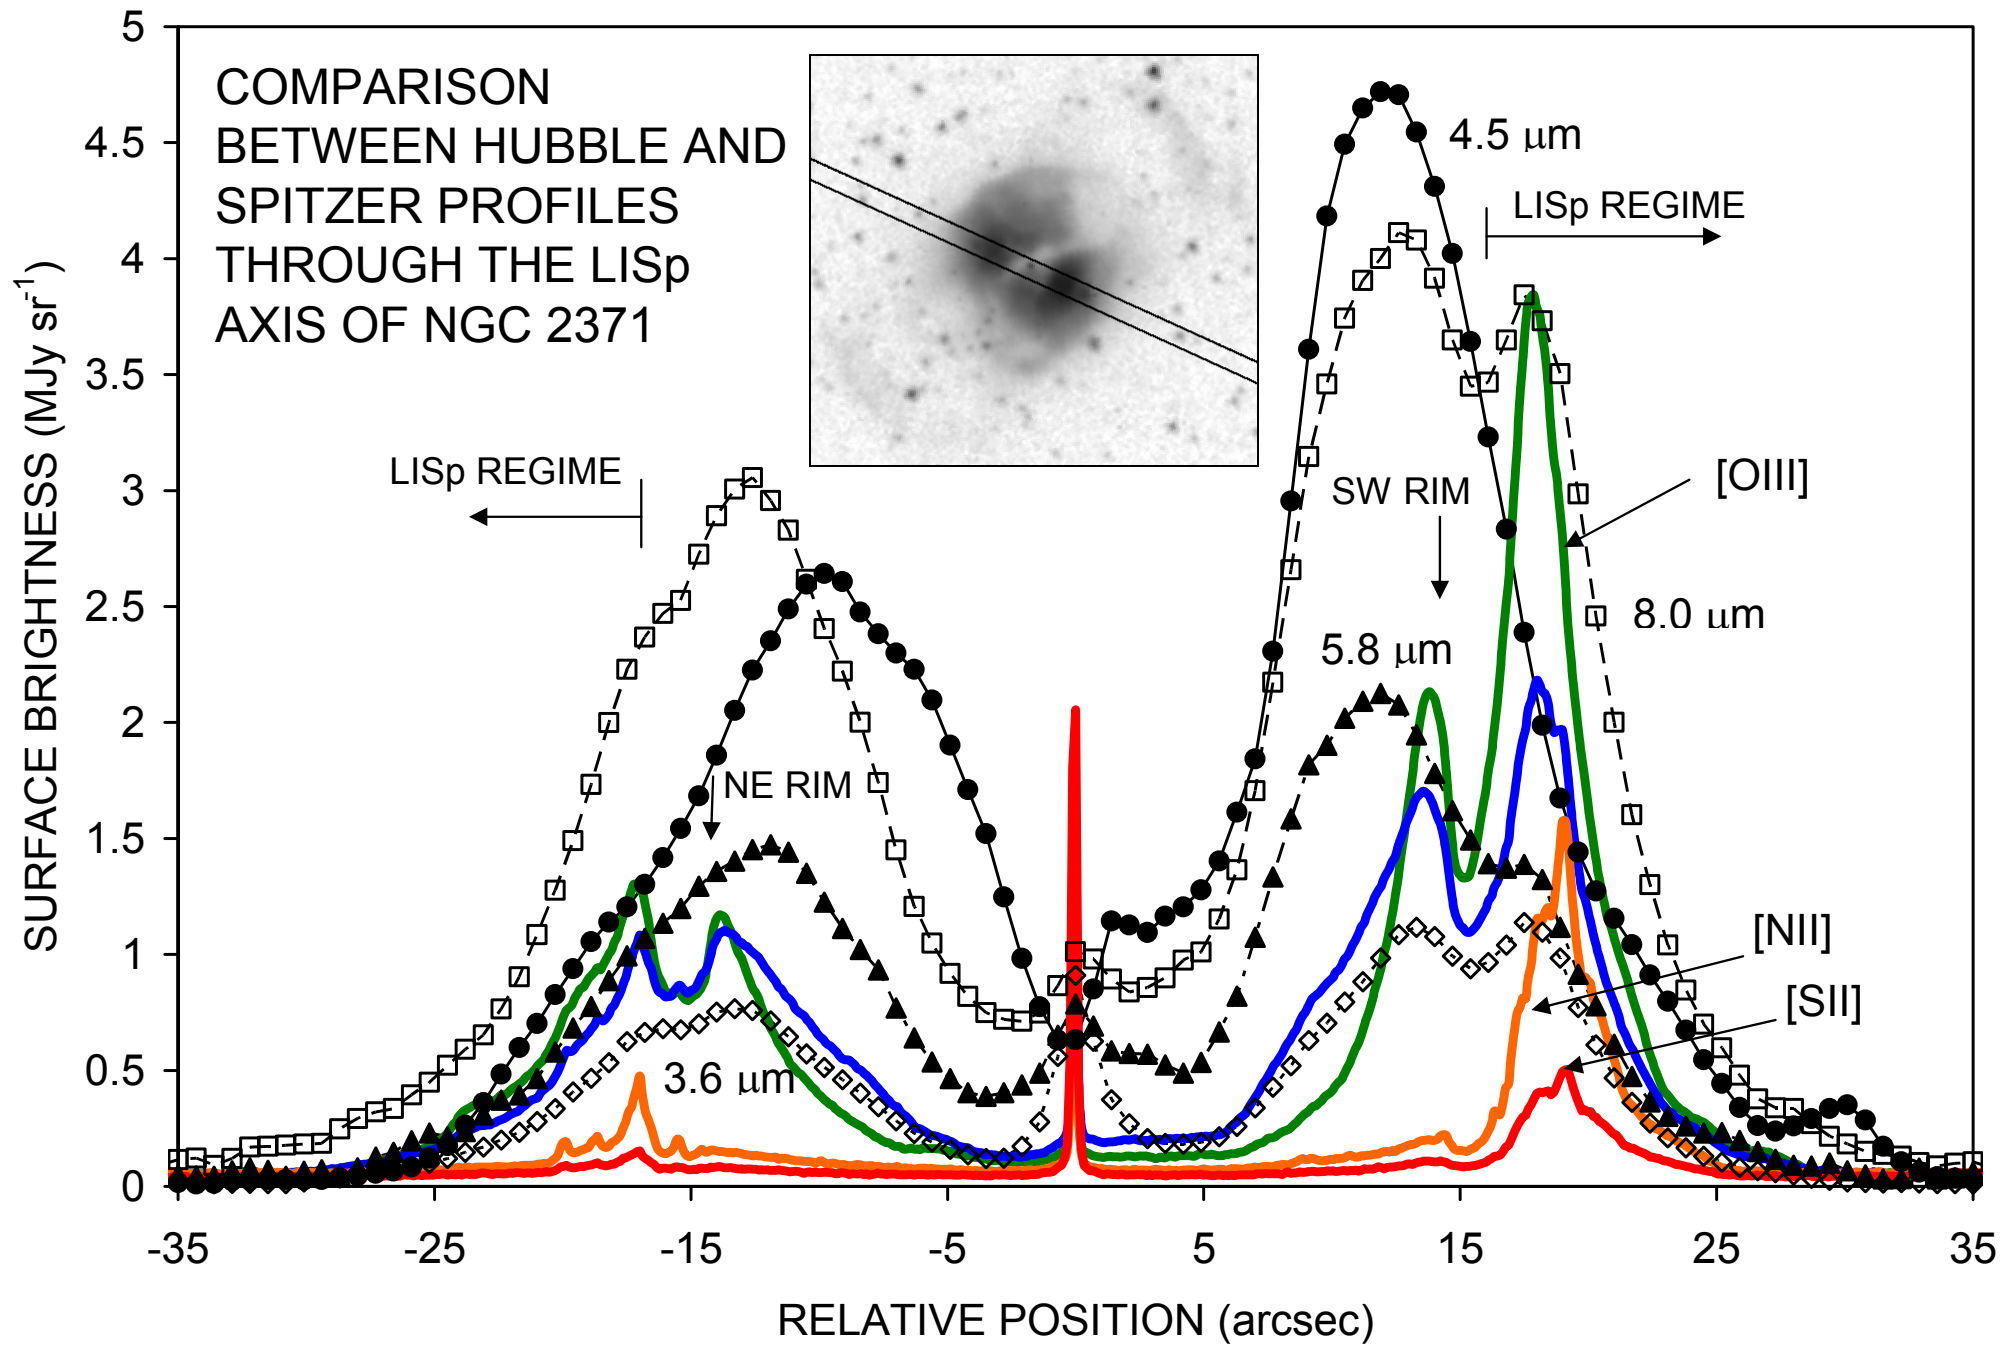 COMPARISON
BETWEEN HUBBLE AND
SPITZER PROFILES
THROUGH THE LISp
AXIS OF NGC 2371
4.5 μm
LISp REGIME
LISp REGIME
SW RIM
[OIII]
8.0 μm
5.8 μm
NE RIM
[NII]
[SII]
3.6 μm
SURFACE BRIGHTNESS (MJy sr-1)
5
4.5
4
3.5
3
2.5
2
1.5
1
0.5
0
-35 -25 -15 -5 5 15 25 35
RELATIVE POSITION (arcsec)